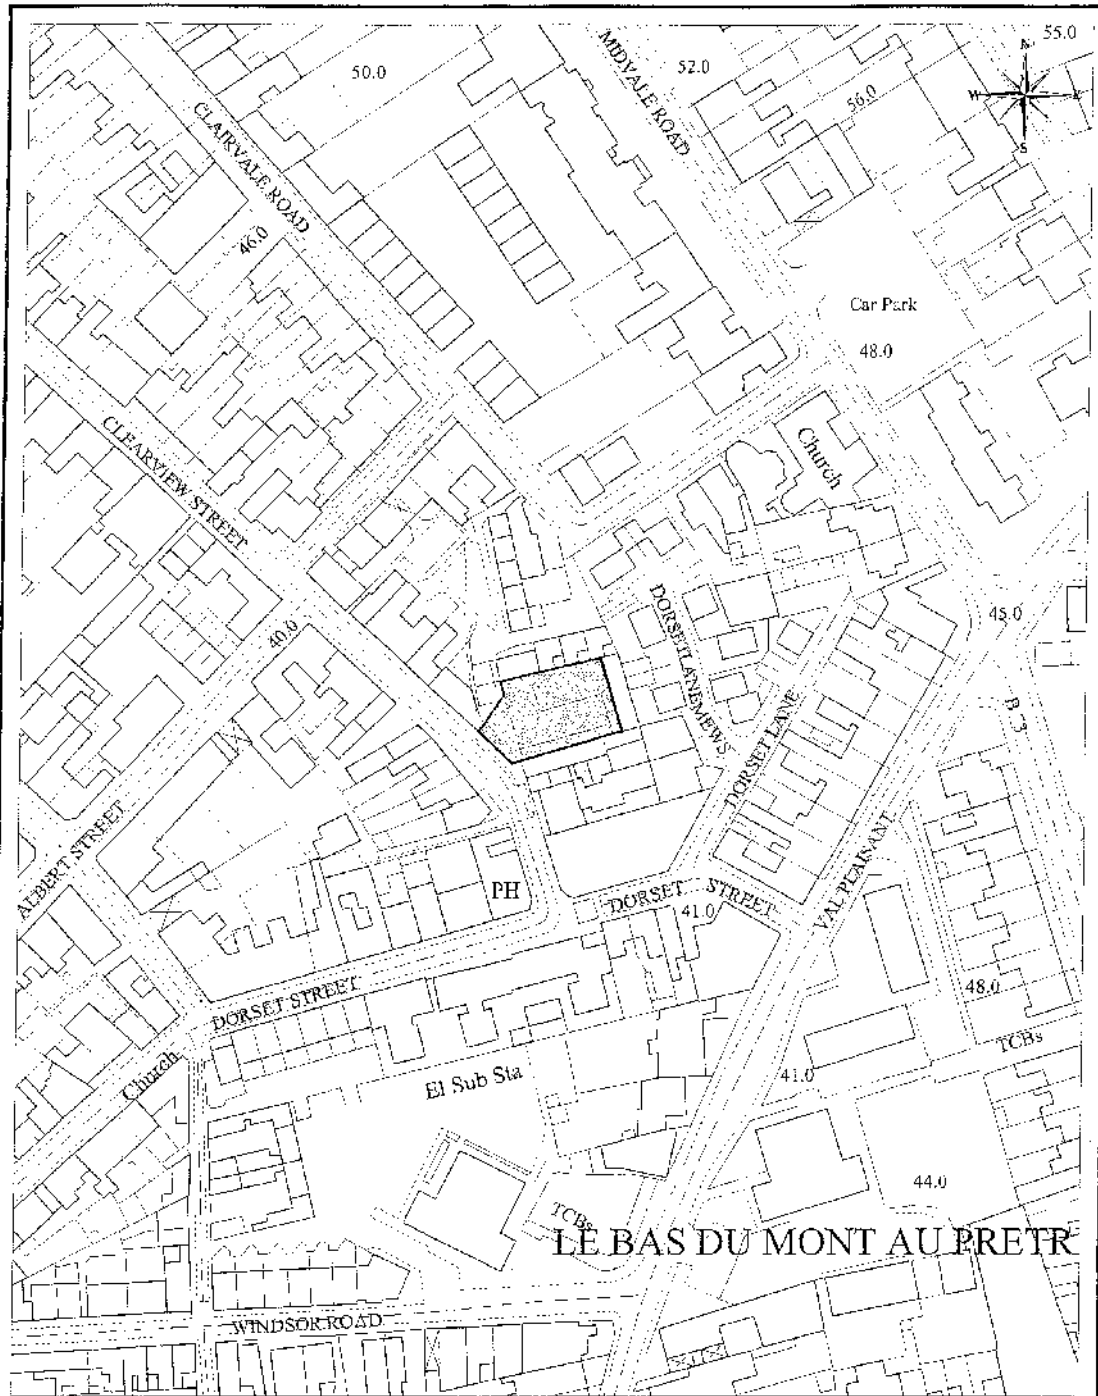 55.0
MIDVALE ROAD
52.0
50.0
56.0
N
W
E
S
CLAIRVALE ROAD
46.0
Car Park
48.0
CLEARVIEW STREET
Church
DORSET LANE MEWS
40.0
45.0
B 3
DORSET LANE
ALBERT STREET
VAL PLAISANT
PH
DORSET STREET
41.0
48.0
DORSET STREET
TCBs
Church
El Sub Sta
41.0
44.0
TCBs
LE BAS DU MONT AU PRETR
WINDSOR ROAD